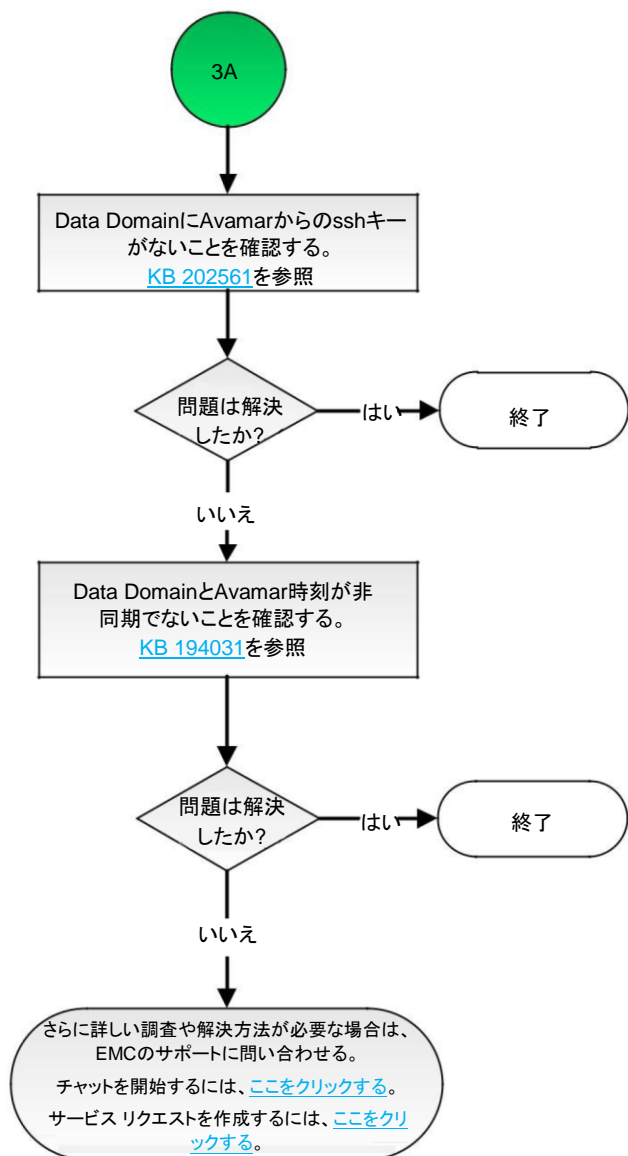 3A
Data DomainにAvamarからのsshキー
がないことを確認する。
KB 202561を参照
問題は解決
したか?
はい
終了
いいえ
Data DomainとAvamar時刻が非
同期でないことを確認する。
KB 194031を参照
問題は解決
したか?
はい
終了
いいえ
さらに詳しい調査や解決方法が必要な場合は、
EMCのサポートに問い合わせる。
チャットを開始するには、ここをクリックする。
サービス リクエストを作成するには、ここをクリ
ックする。